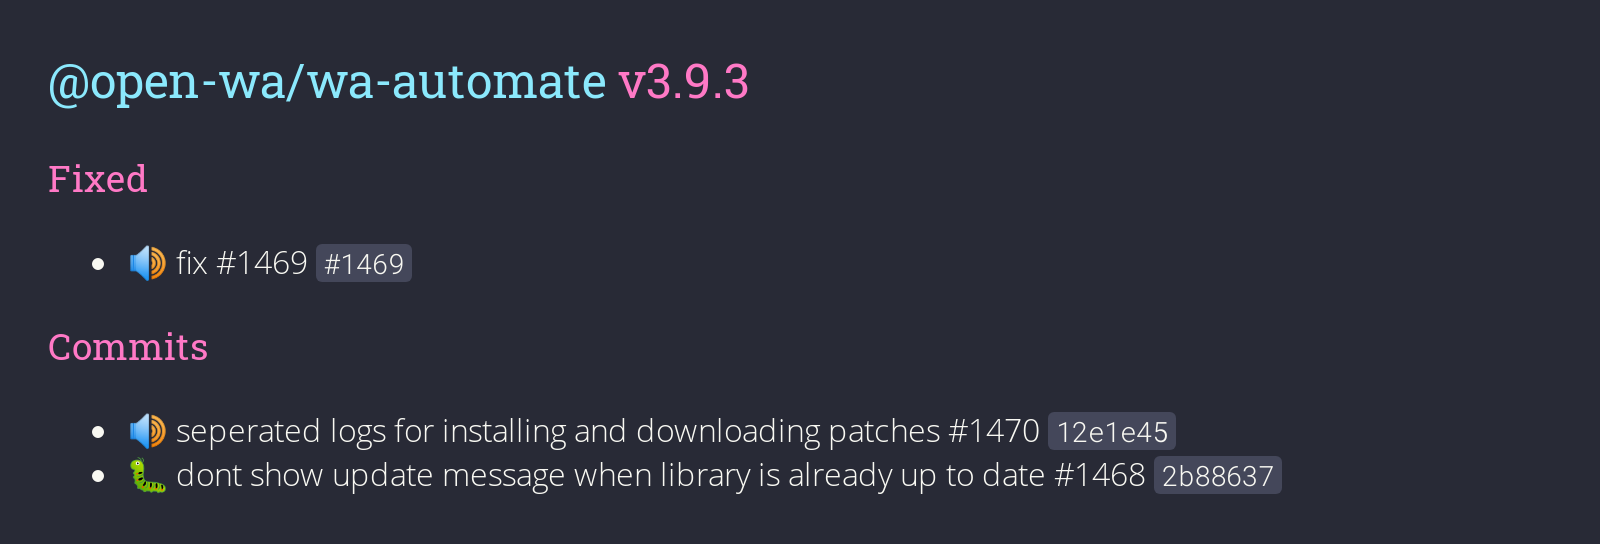 @open-wa/wa-automate v3.9.3
Fixed
• 🔊 fix #1469 #1469
Commits
• 🔊 seperated logs for installing and downloading patches #1470 12e1e45
• 🐛 dont show update message when library is already up to date #1468 2b88637